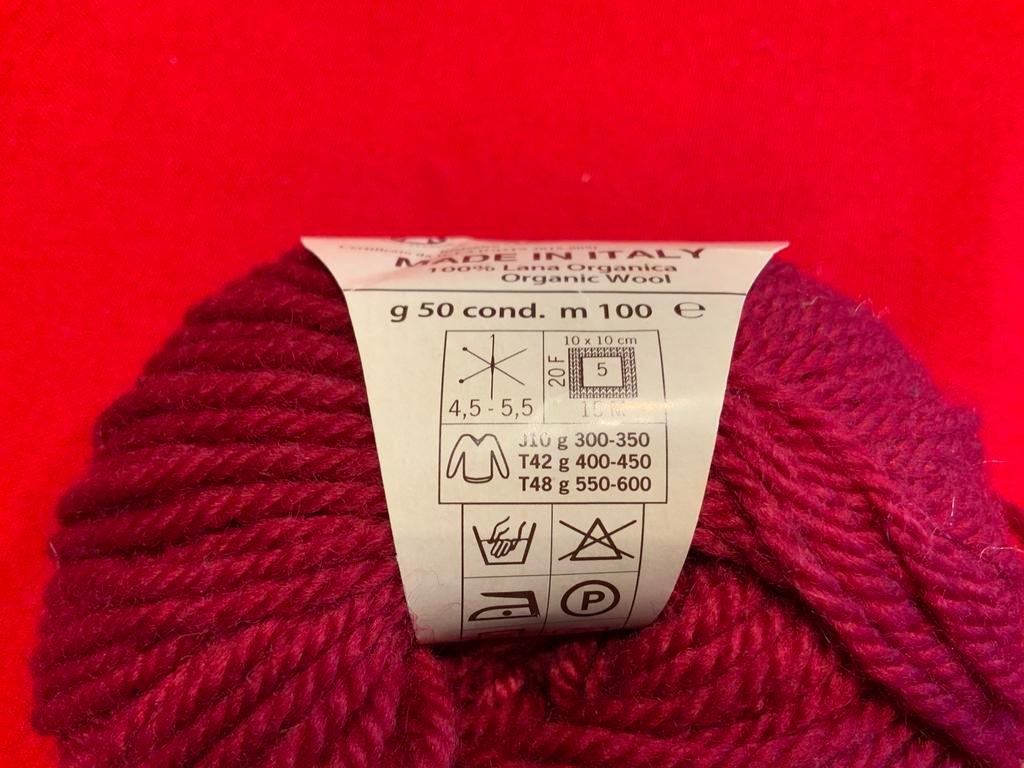 MADE IN ITALY
100% Lana Organica
Organic Wool
g 50 cond. m 100 ℮
1
4,5 - 5,5
10 x 10 cm
20 F
5
15 M
J10 g 300-350
T42 g 400-450
T48 g 550-600
P